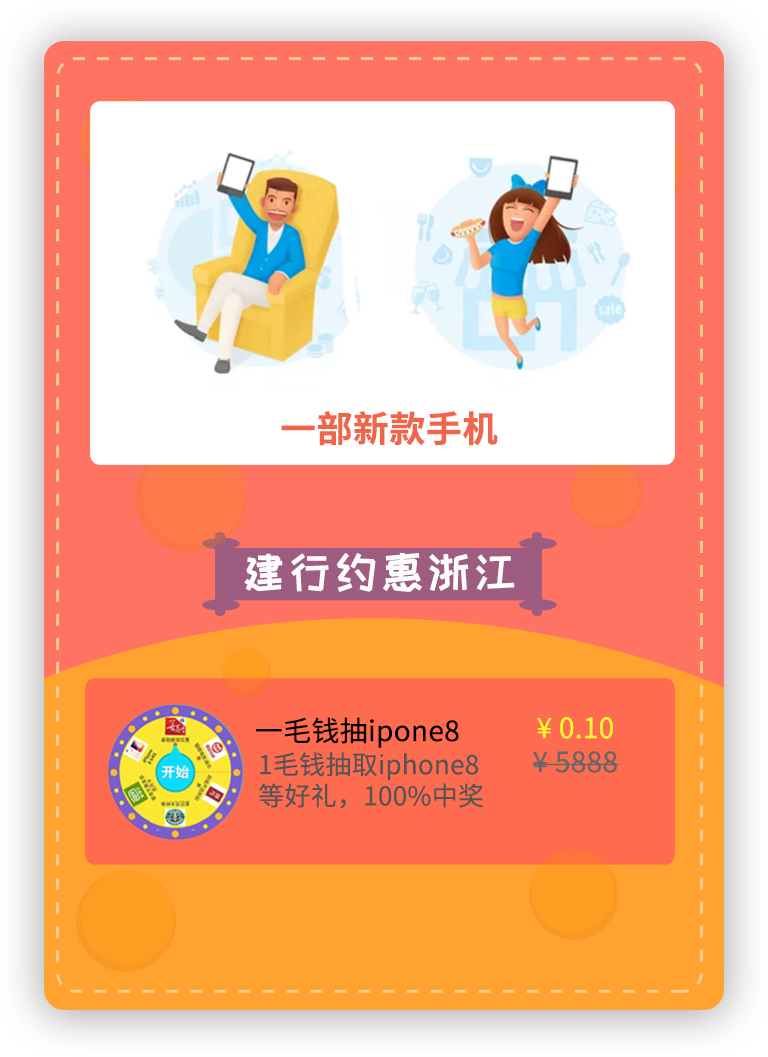 sale
一部新款手机
建行约惠浙江
一毛钱抽ipone8
¥ 0.10
1毛钱抽取iphone8
¥ 5888
等好礼，100%中奖
开始